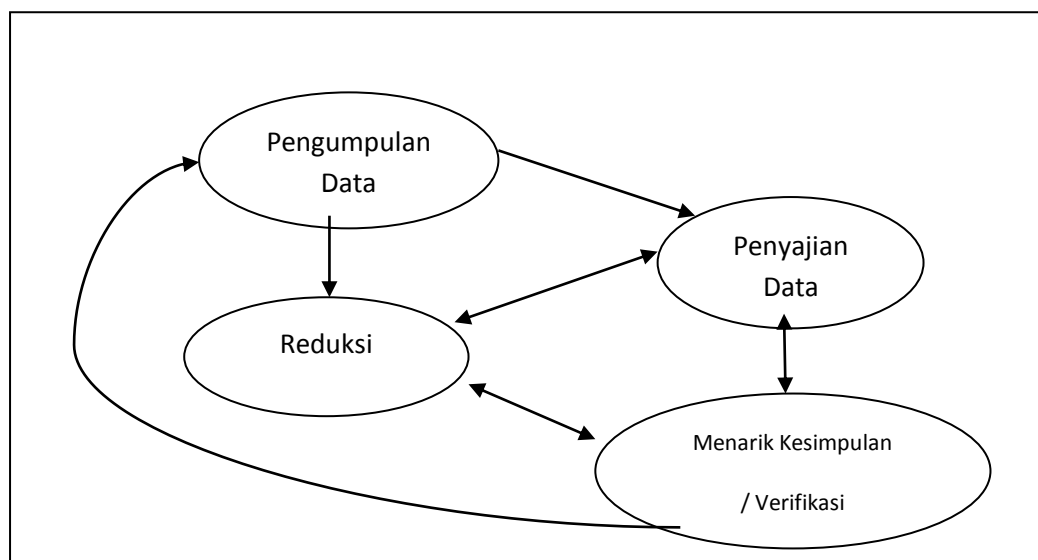 Pengumpulan
Data
Penyajian
Data
Reduksi
Menarik Kesimpulan
/ Verifikasi